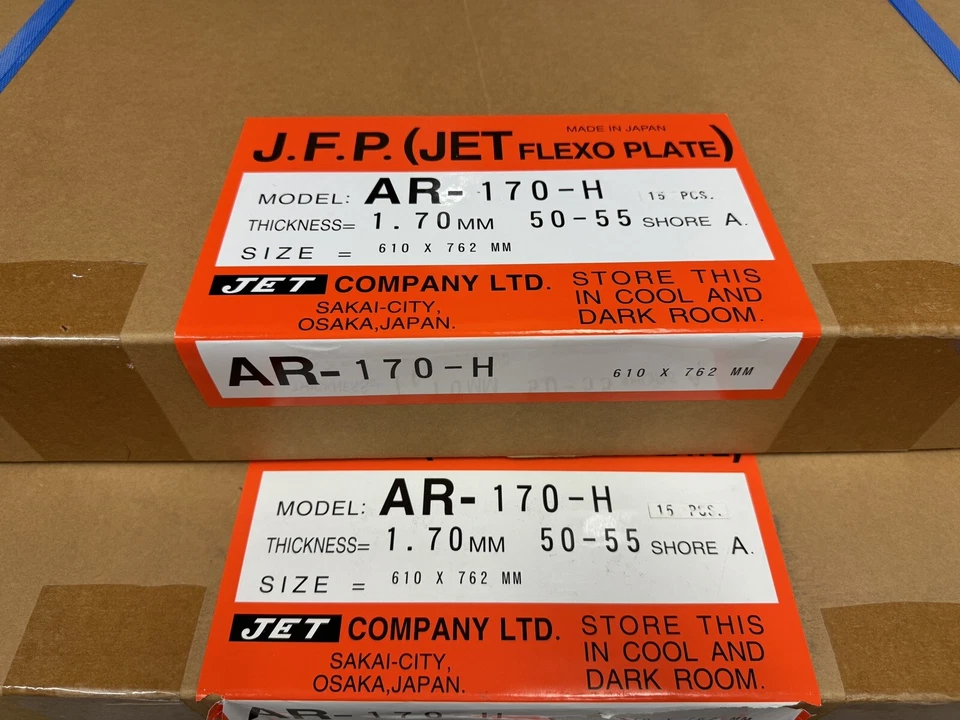 MADE IN JAPAN
J.F.P. (JET FLEXO PLATE)
MODEL: AR-170-H 15 PCS.
THICKNESS= 1.70 MM 50-55 SHORE A.
SIZE = 610 X 762 MM
JET COMPANY LTD.
SAKAI-CITY,
OSAKA,JAPAN.
STORE THIS
IN COOL AND
DARK ROOM.
AR-170-H 610 X 762 MM
MODEL: AR-170-H 15 PCS.
THICKNESS= 1.70 MM 50-55 SHORE A.
SIZE = 610 X 762 MM
JET COMPANY LTD.
SAKAI-CITY,
OSAKA,JAPAN.
STORE THIS
IN COOL AND
DARK ROOM.
AR-170-H